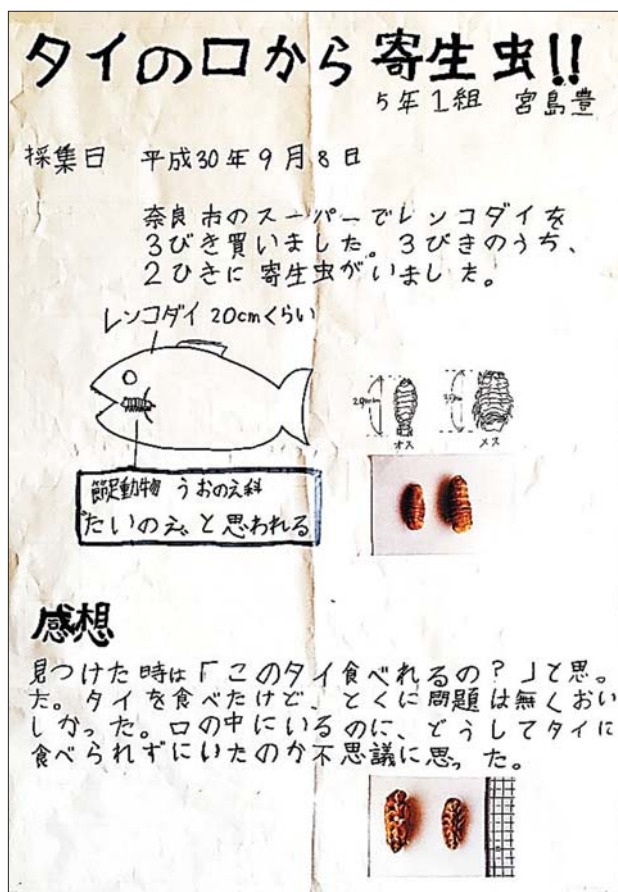 タイの口から寄生虫!!
5年1組 宮島豊
採集日 平成30年9月8日
奈良市のスーパーでレンコダイを
3びき買いました。3びきのうち、
2ひきに寄生虫がいました。
レンコダイ 20cmくらい
20mm
オス
メス
節足動物 うおのえ科
"たいのえ"と思われる
感想
見つけた時は「このタイ食べれるの?」と思っ
た。タイを食べたけど、とくに問題は無くおい
しかった。口の中にいるのに、どうしてタイに
食べられずにいたのか不思議に思った。